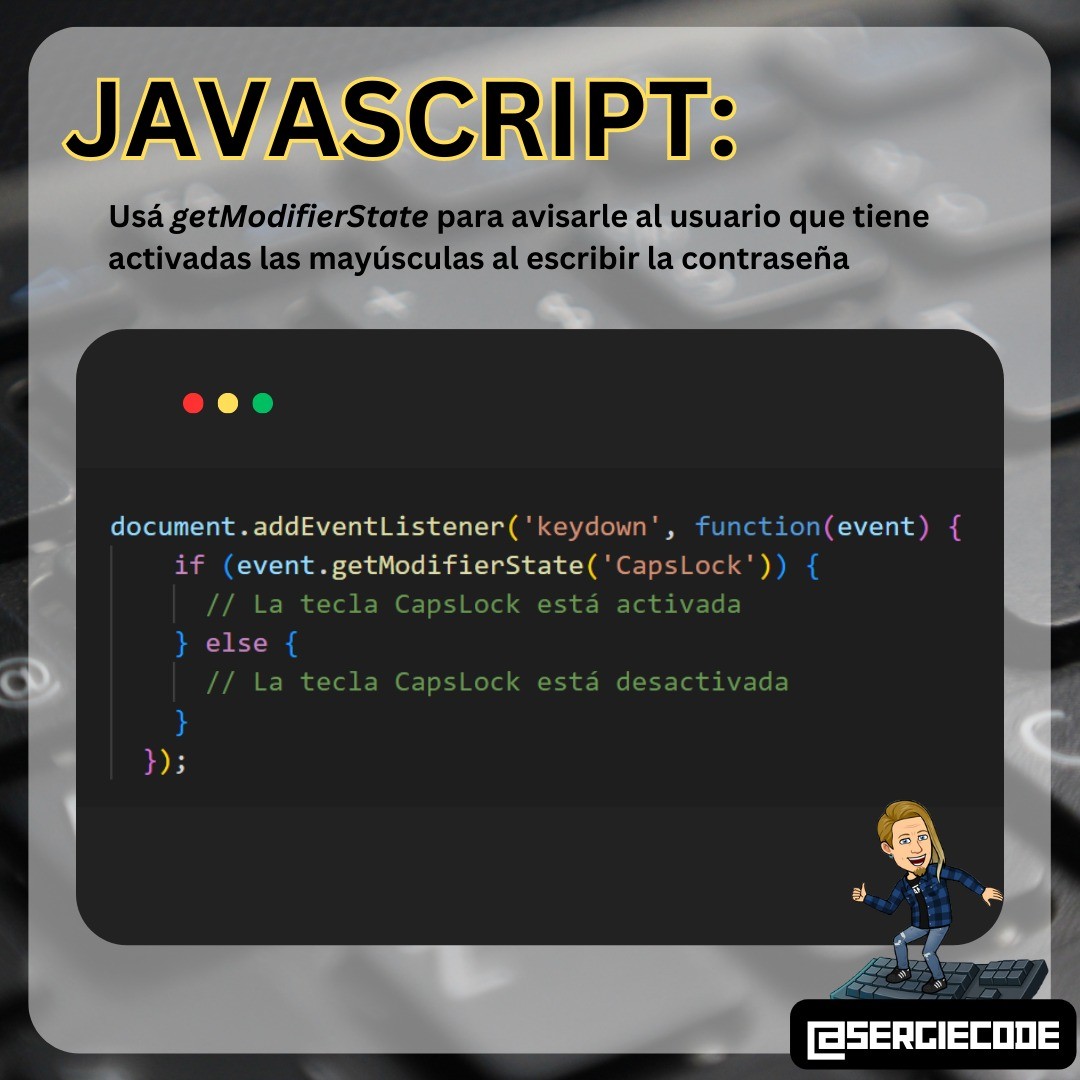 JAVASCRIPT:
Usá getModifierState para avisarle al usuario que tiene
activadas las mayúsculas al escribir la contraseña
document.addEventListener('keydown', function(event) {
if (event.getModifierState('CapsLock')) {
// La tecla CapsLock está activada
} else {
// La tecla CapsLock está desactivada
}
});
@
@SERGIECODE